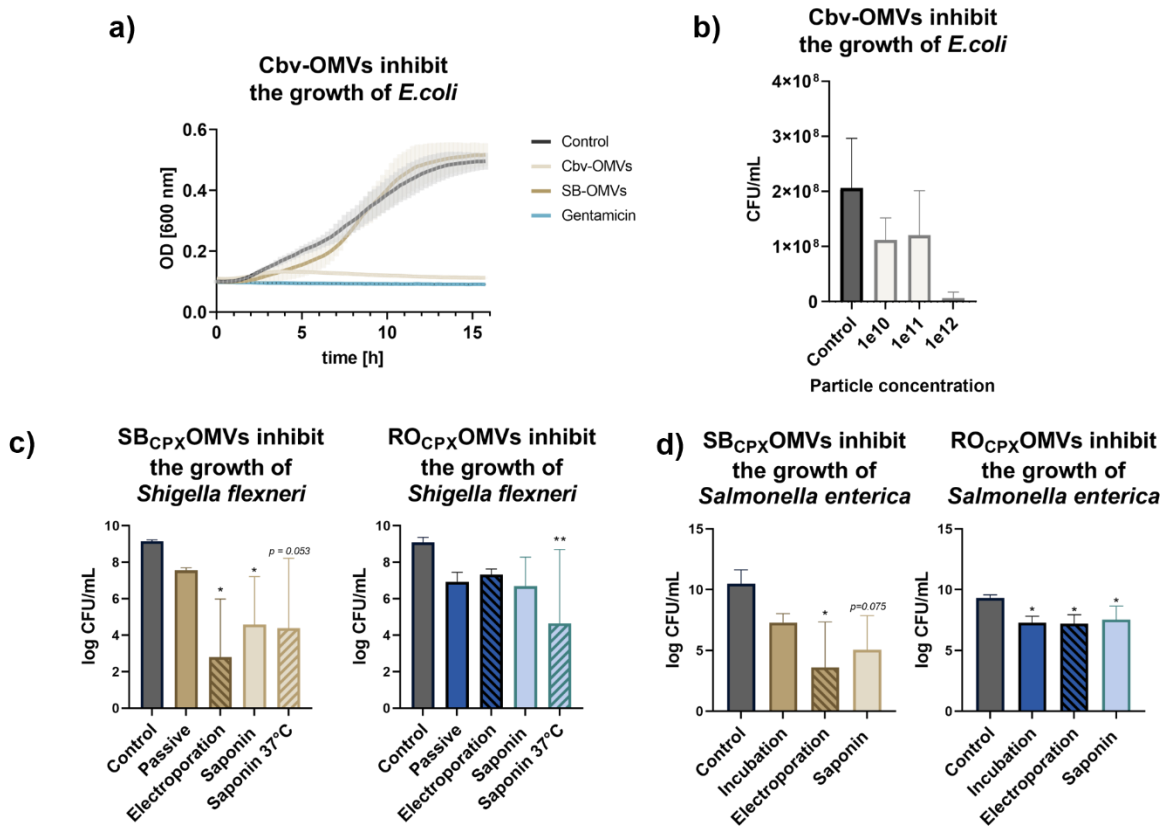 a)
Cbv-OMVs inhibit
the growth of E.coli
OD [600 nm]
0.6
0.4
0.2
0.0
0
5
10
15
time [h]
Control
Cbv-OMVs
SB-OMVs
Gentamicin
b)
Cbv-OMVs inhibit
the growth of E.coli
CFU/mL
4×10⁸
3×10⁸
2×10⁸
1×10⁸
0
Control
1e10
1e11
1e12
Particle concentration
c)
SBCPXOMVs inhibit
the growth of
Shigella flexneri
log CFU/mL
10
8
6
4
2
0
*
*
p = 0.053
Control
Passive
Electroporation
Saponin
Saponin 37°C
ROCPXOMVs inhibit
the growth of
Shigella flexneri
log CFU/mL
10
8
6
4
2
0
**
Control
Passive
Electroporation
Saponin
Saponin 37°C
d)
SBCPXOMVs inhibit
the growth of
Salmonella enterica
log CFU/mL
15
10
5
0
*
p=0.075
Control
Incubation
Electroporation
Saponin
ROCPXOMVs inhibit
the growth of
Salmonella enterica
log CFU/mL
15
10
5
0
*
*
*
Control
Incubation
Electroporation
Saponin